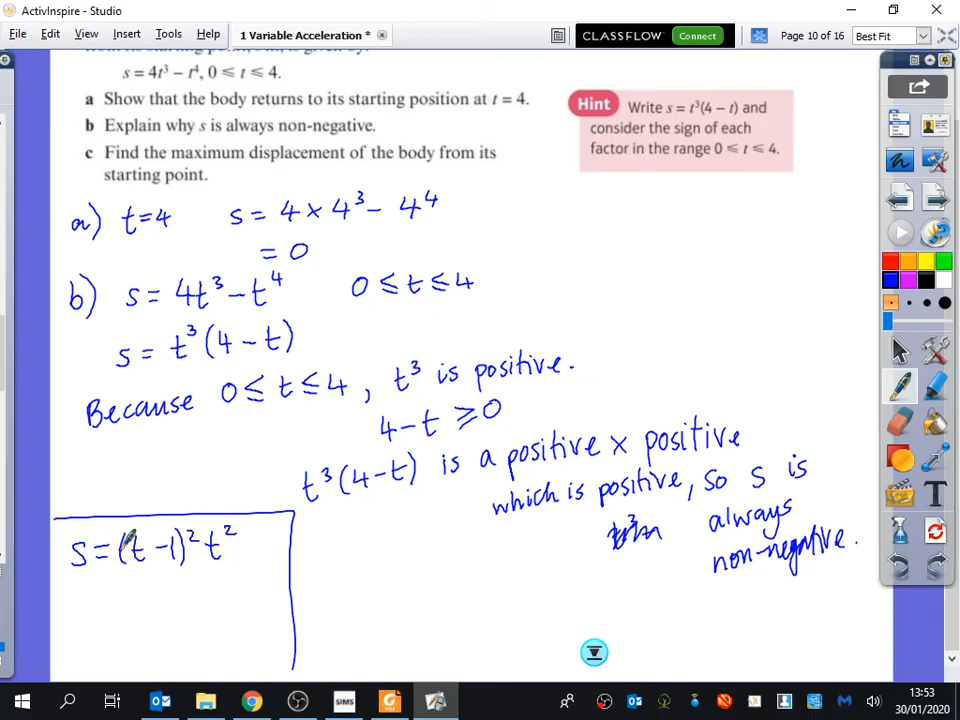 ActivInspire - Studio
File Edit View Insert Tools Help
1 Variable Acceleration *
CLASSFLOW Connect
Page 10 of 16
Best Fit
s = 4t³ − t⁴, 0 ⩽ t ⩽ 4.
a Show that the body returns to its starting position at t = 4.
b Explain why s is always non-negative.
c Find the maximum displacement of the body from its
starting point.
Hint Write s = t³(4 − t) and
consider the sign of each
factor in the range 0 ⩽ t ⩽ 4.
a) t=4 s = 4 × 4³ − 4⁴
= 0
b) s = 4t³ − t⁴ 0 ≤ t ≤ 4
s = t³(4 − t)
Because 0 ≤ t ≤ 4, t³ is positive.
4 − t ⩾ 0
t³(4−t) is a positive × positive
which is positive, so s is
always
non-negative.
s = (t −1)² t²
SIMS
13:53
30/01/2020